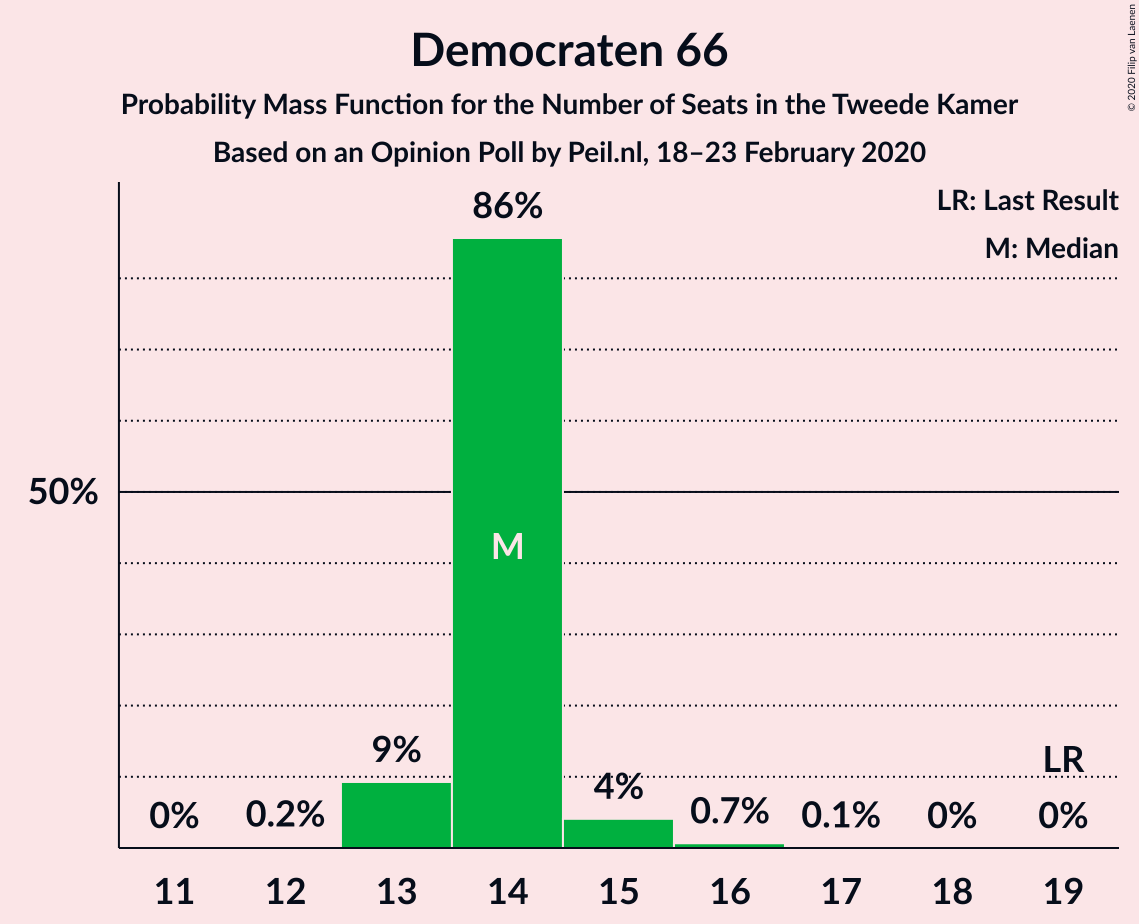 Democraten 66
Probability Mass Function for the Number of Seats in the Tweede Kamer
Based on an Opinion Poll by Peil.nl, 18–23 February 2020
© 2020 Filip van Laenen
LR: Last Result
M: Median
86%
50%
M
9%
4%
LR
0%
0.2%
0.7%
0.1%
0%
0%
11 12 13 14 15 16 17 18 19